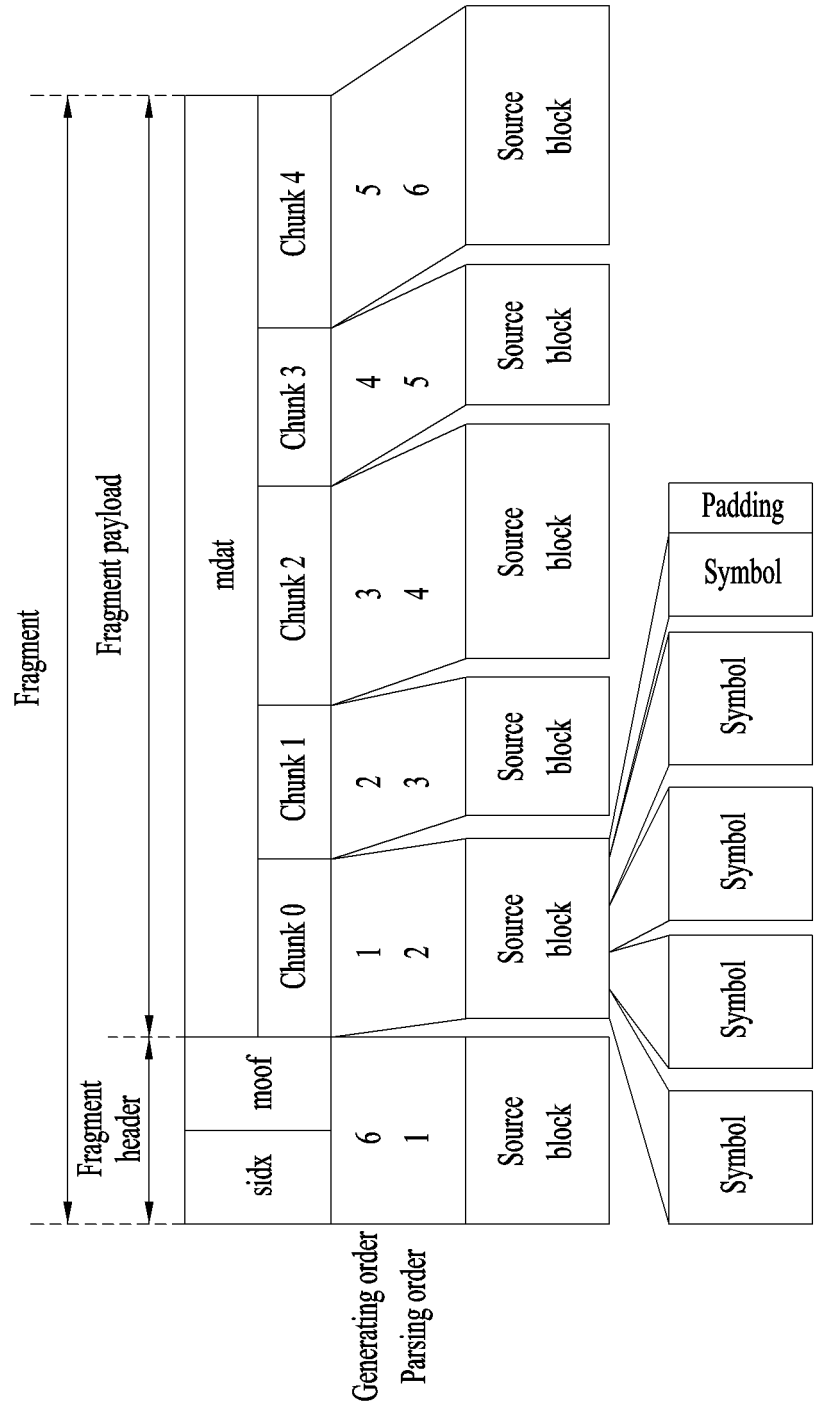 Fragment
Fragment
header
Fragment payload
sidx
moof
mdat
Chunk 0
Chunk 1
Chunk 2
Chunk 3
Chunk 4
Generating order
6
1
2
3
4
5
Parsing order
1
2
3
4
5
6
Source
block
Source
block
Source
block
Source
block
Source
block
Source
block
Symbol
Symbol
Symbol
Symbol
Symbol
Padding